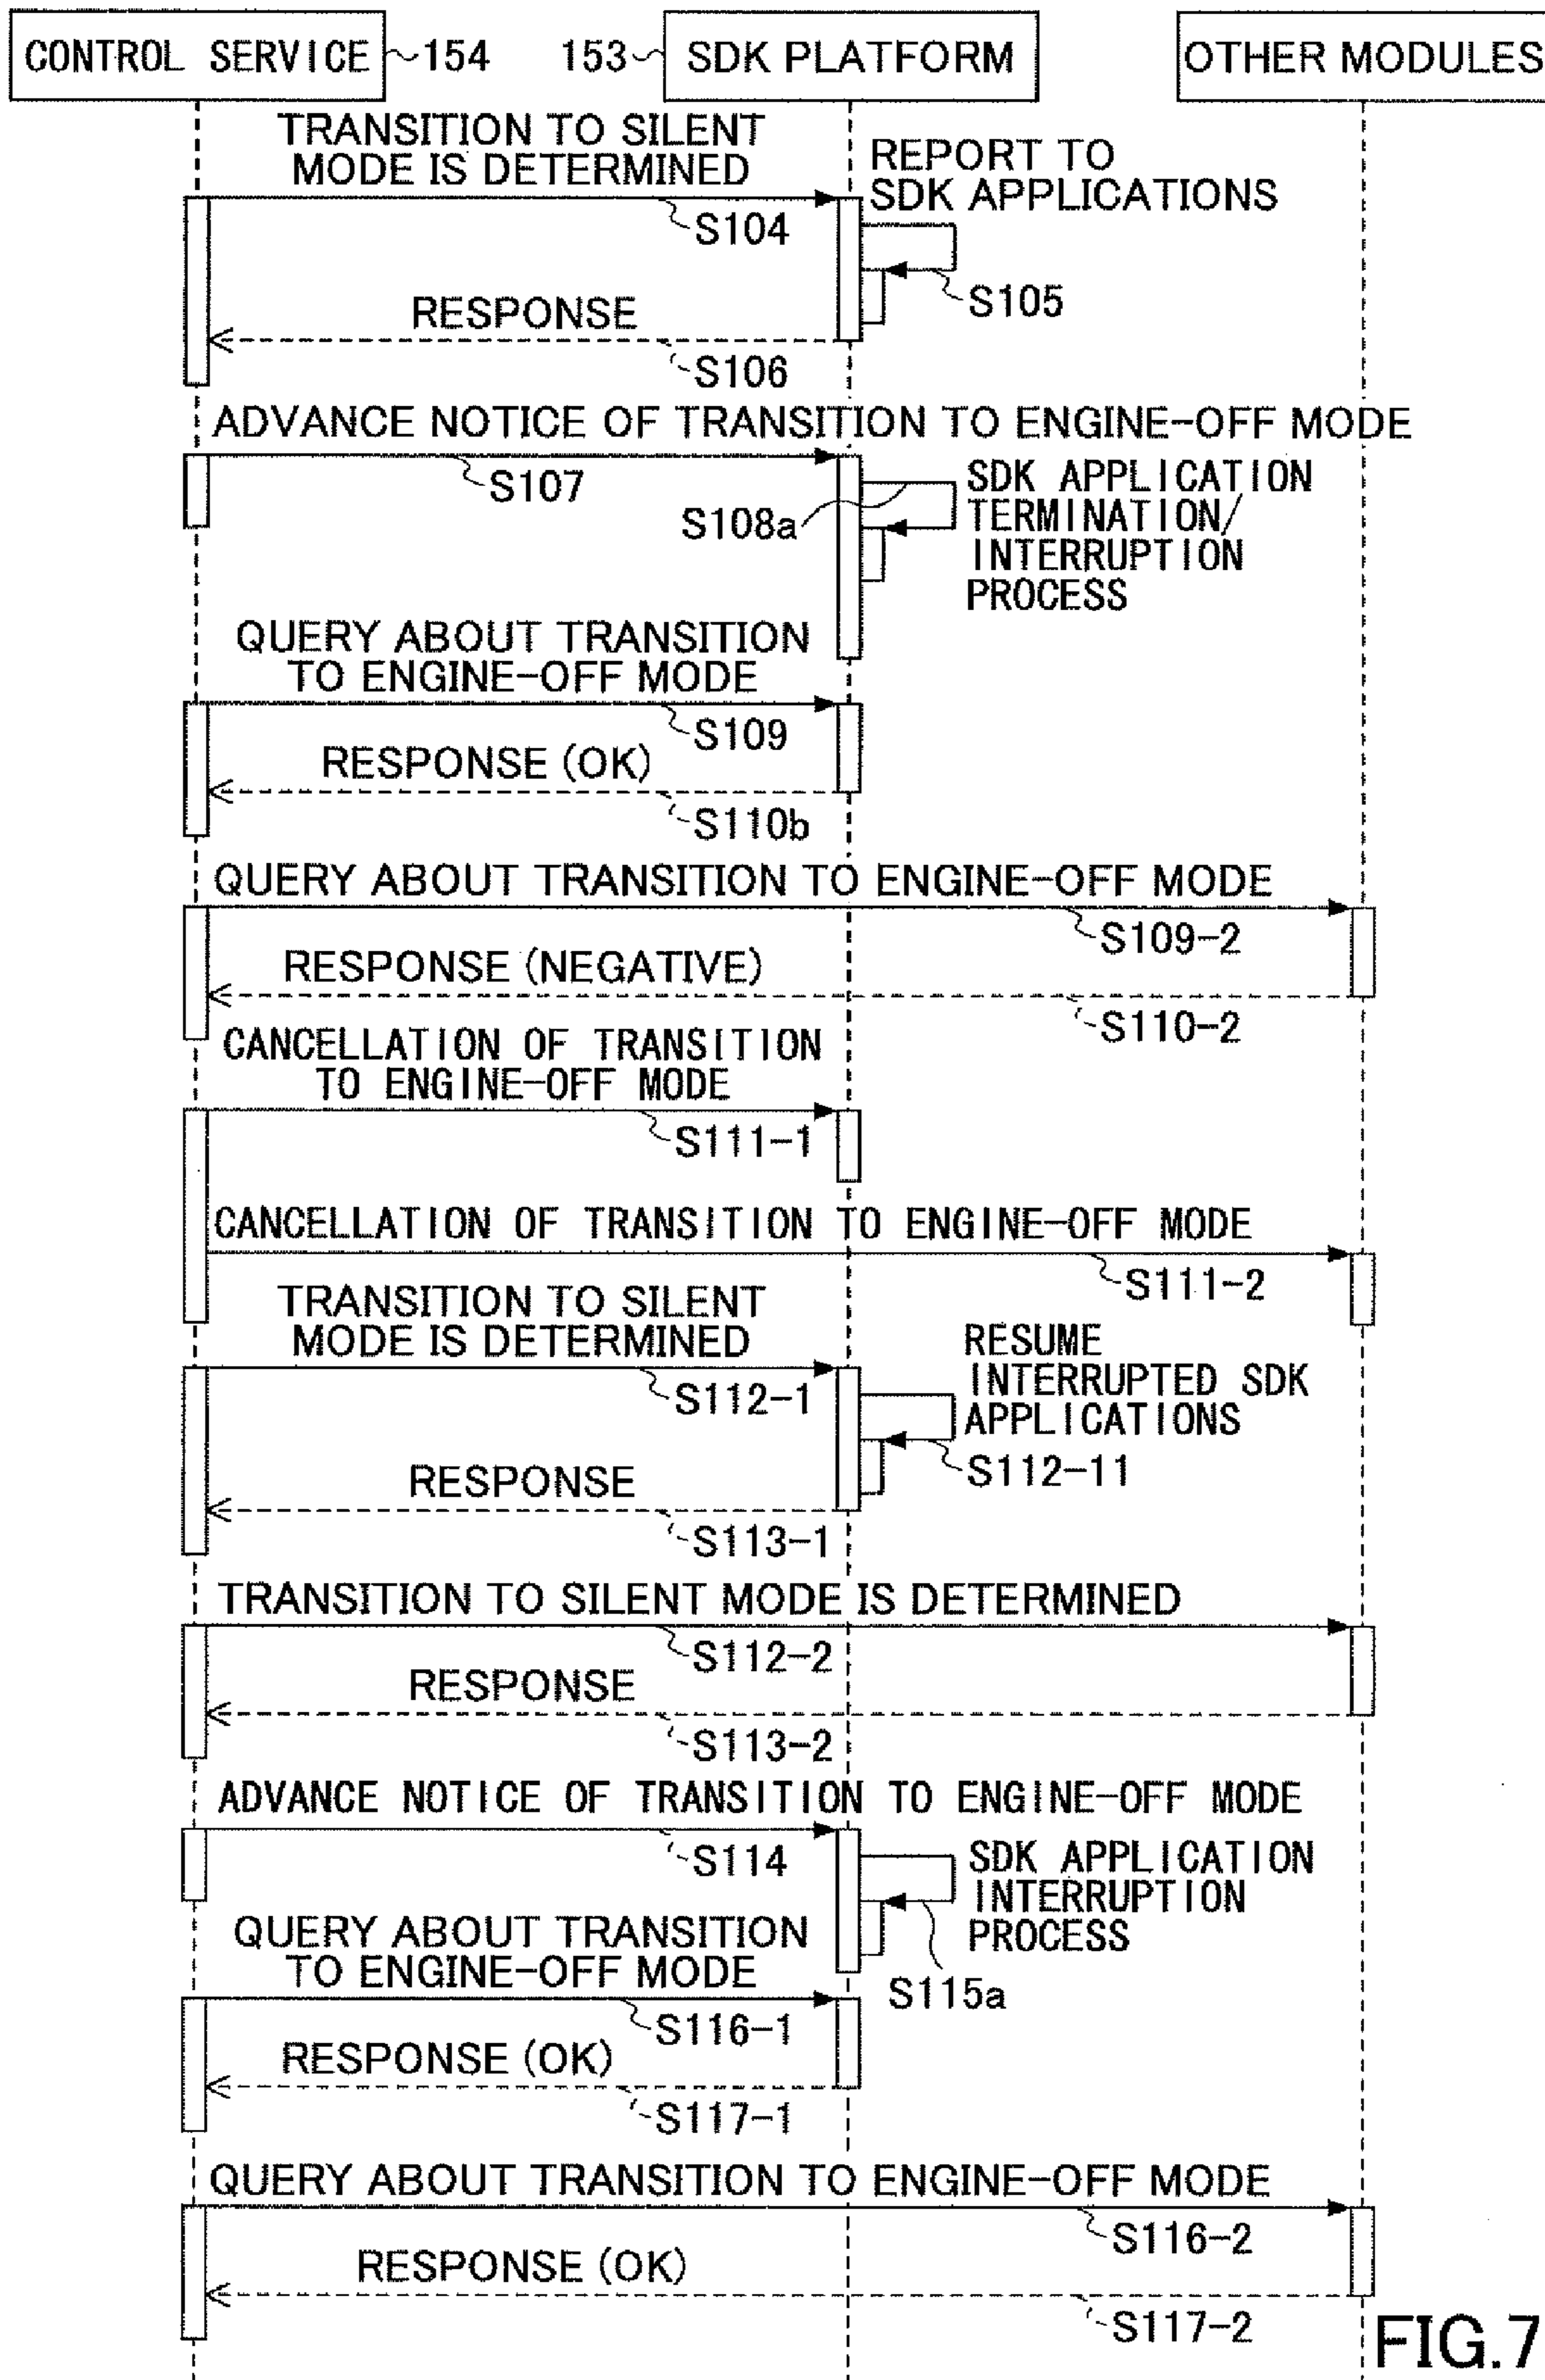 CONTROL SERVICE 154 153 SDK PLATFORM OTHER MODULES
TRANSITION TO SILENT
MODE IS DETERMINED
REPORT TO
SDK APPLICATIONS
S104
S105
RESPONSE
S106
ADVANCE NOTICE OF TRANSITION TO ENGINE-OFF MODE
S107
S108a
SDK APPLICATION
TERMINATION/
INTERRUPTION
PROCESS
QUERY ABOUT TRANSITION
TO ENGINE-OFF MODE
S109
RESPONSE (OK)
S110b
QUERY ABOUT TRANSITION TO ENGINE-OFF MODE
S109-2
RESPONSE (NEGATIVE)
S110-2
CANCELLATION OF TRANSITION
TO ENGINE-OFF MODE
S111-1
CANCELLATION OF TRANSITION TO ENGINE-OFF MODE
S111-2
TRANSITION TO SILENT
MODE IS DETERMINED
S112-1
RESUME
INTERRUPTED SDK
APPLICATIONS
S112-11
RESPONSE
S113-1
TRANSITION TO SILENT MODE IS DETERMINED
S112-2
RESPONSE
S113-2
ADVANCE NOTICE OF TRANSITION TO ENGINE-OFF MODE
S114
SDK APPLICATION
INTERRUPTION
PROCESS
S115a
QUERY ABOUT TRANSITION
TO ENGINE-OFF MODE
S116-1
RESPONSE (OK)
S117-1
QUERY ABOUT TRANSITION TO ENGINE-OFF MODE
S116-2
RESPONSE (OK)
S117-2
FIG.7